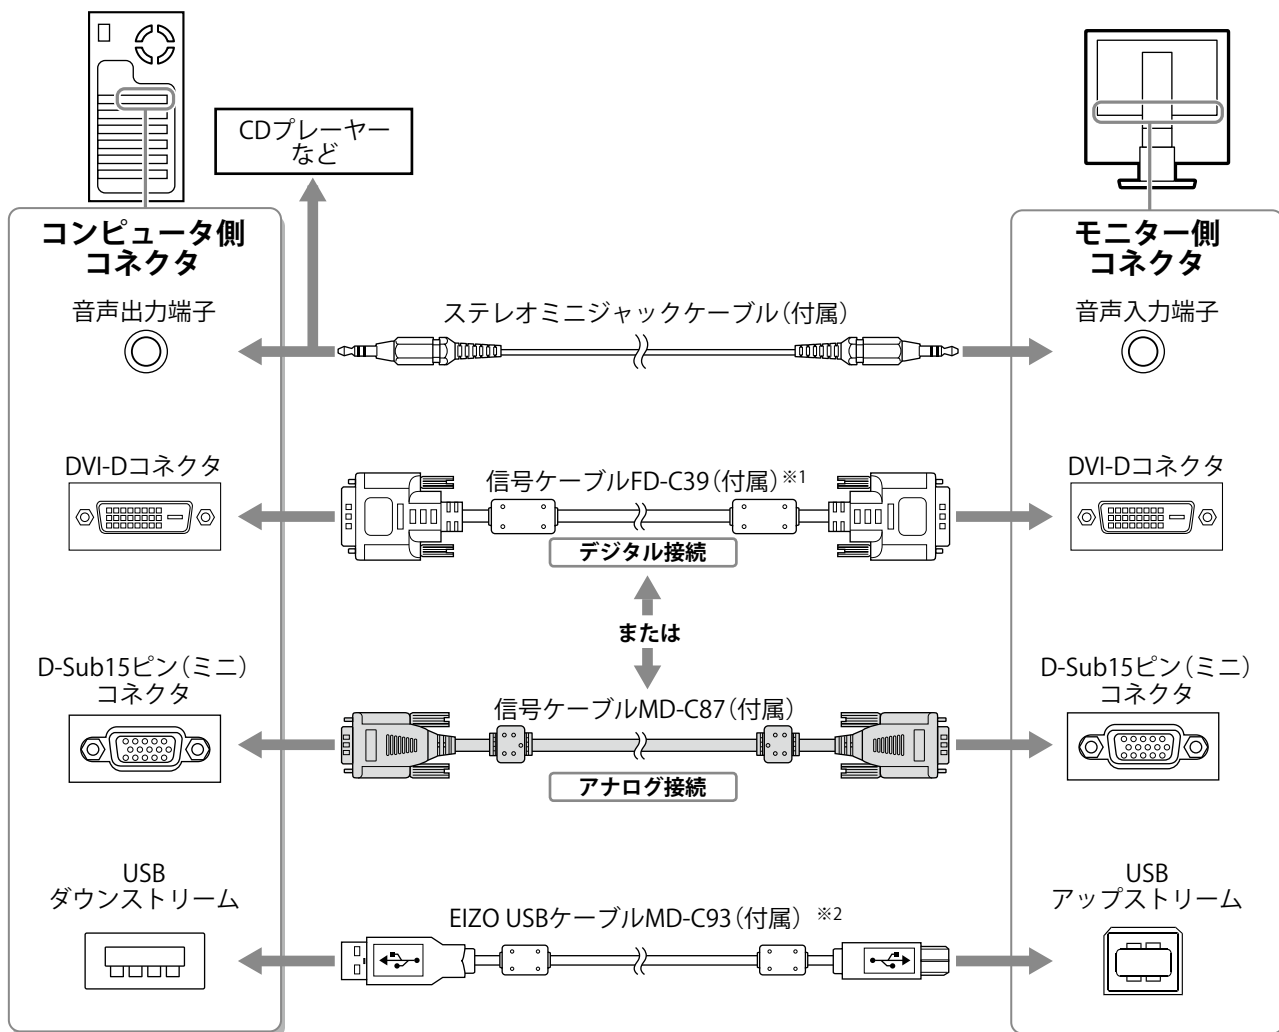 CDプレーヤー
など
コンピュータ側
コネクタ
モニター側
コネクタ
音声出力端子
ステレオミニジャックケーブル(付属)
音声入力端子
DVI-Dコネクタ
信号ケーブルFD-C39(付属)※1
DVI-Dコネクタ
デジタル接続
または
D-Sub15ピン(ミニ)
コネクタ
信号ケーブルMD-C87(付属)
D-Sub15ピン(ミニ)
コネクタ
アナログ接続
USB
ダウンストリーム
EIZO USBケーブルMD-C93(付属) ※2
USB
アップストリーム